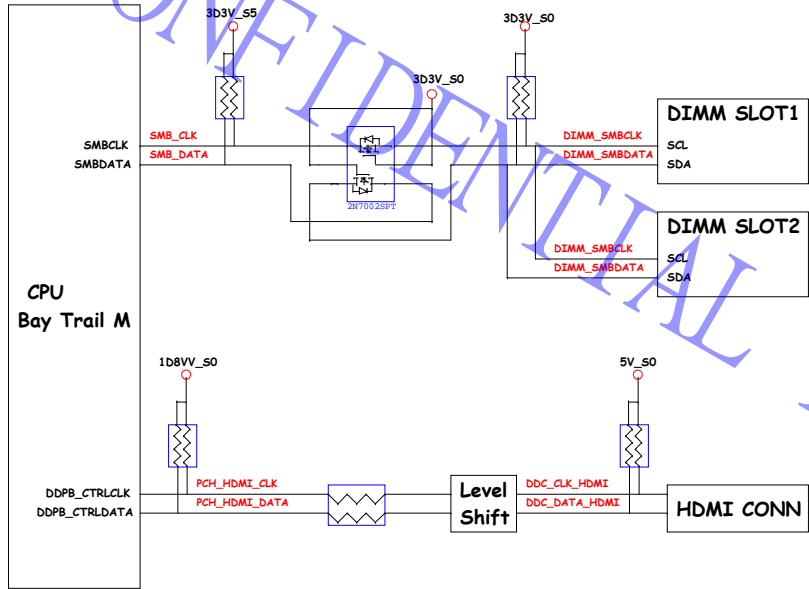 3D3V_S5
3D3V_S0
3D3V_S0
DIMM SLOT1
SMBCLK
SMB_CLK
DIMM_SMBCLK
SCL
SMBDATA
SMB_DATA
DIMM_SMBDATA
SDA
2N7002SPT
DIMM SLOT2
DIMM_SMBCLK
SCL
DIMM_SMBDATA
SDA
CPU
Bay Trail M
1D8VV_S0
5V_S0
DDPB_CTRLCLK
PCH_HDMI_CLK
DDC_CLK_HDMI
DDPB_CTRLDATA
PCH_HDMI_DATA
DDC_DATA_HDMI
Level
Shift
HDMI CONN
ONFIDENTIAL